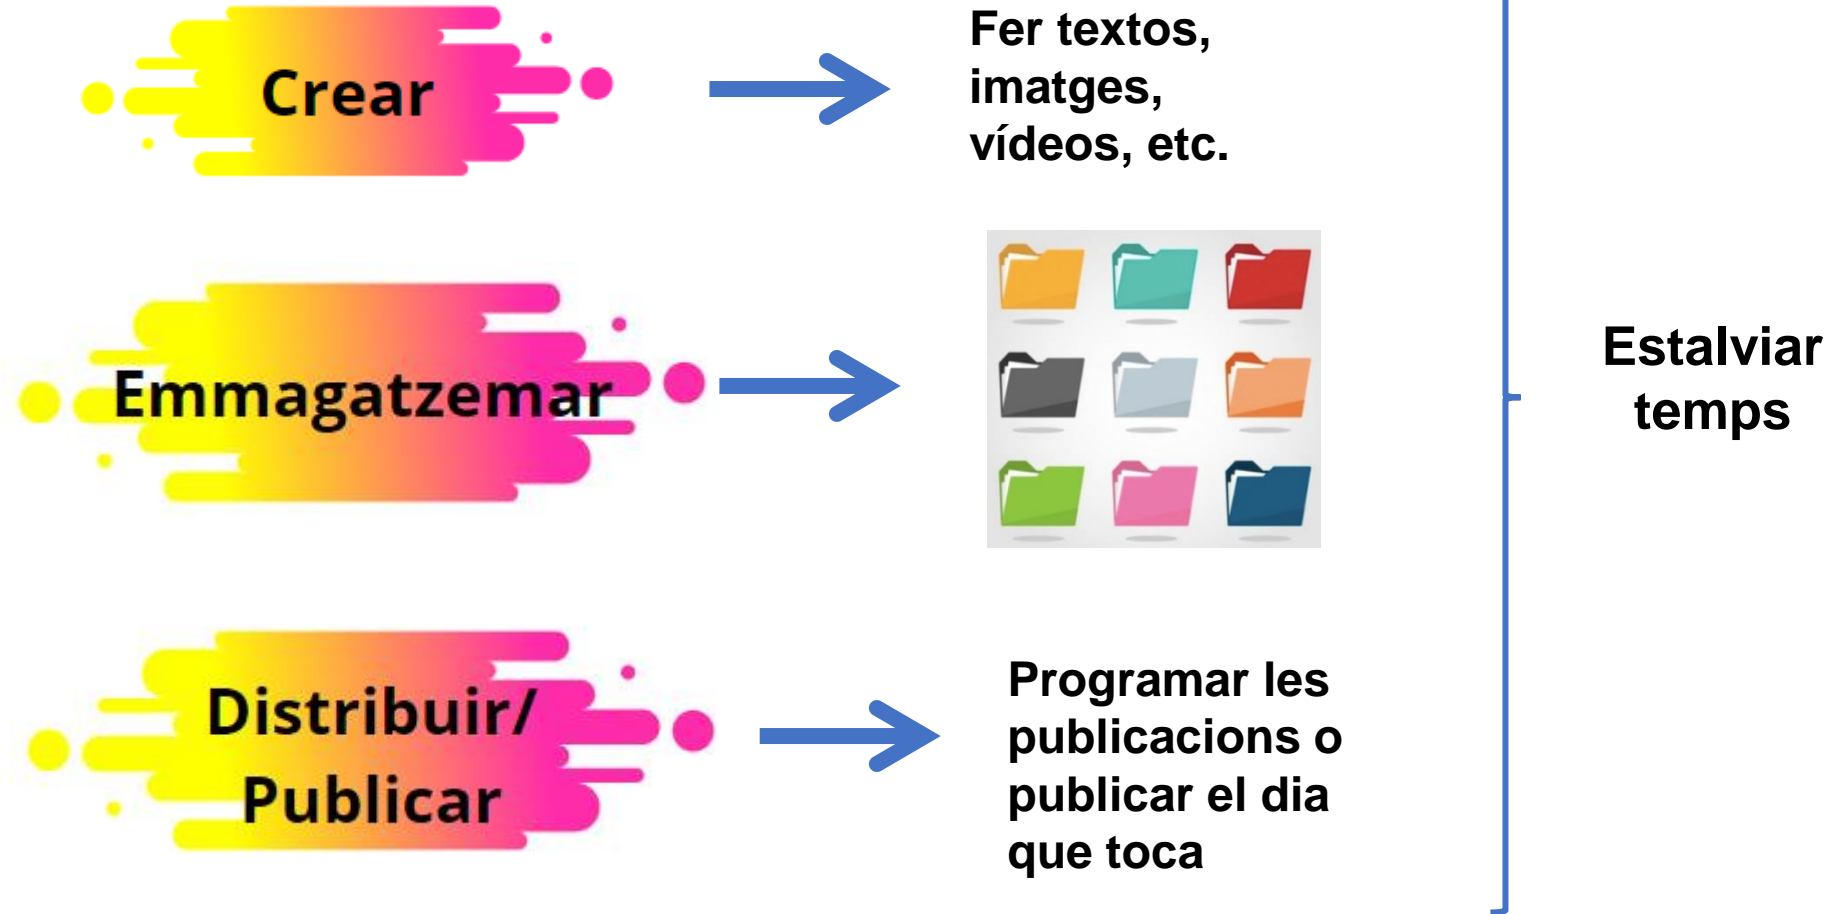 Crear
Fer textos,
imatges,
vídeos, etc.
Emmagatzemar
Estalviar
temps
Distribuir/
Publicar
Programar les
publicacions o
publicar el dia
que toca